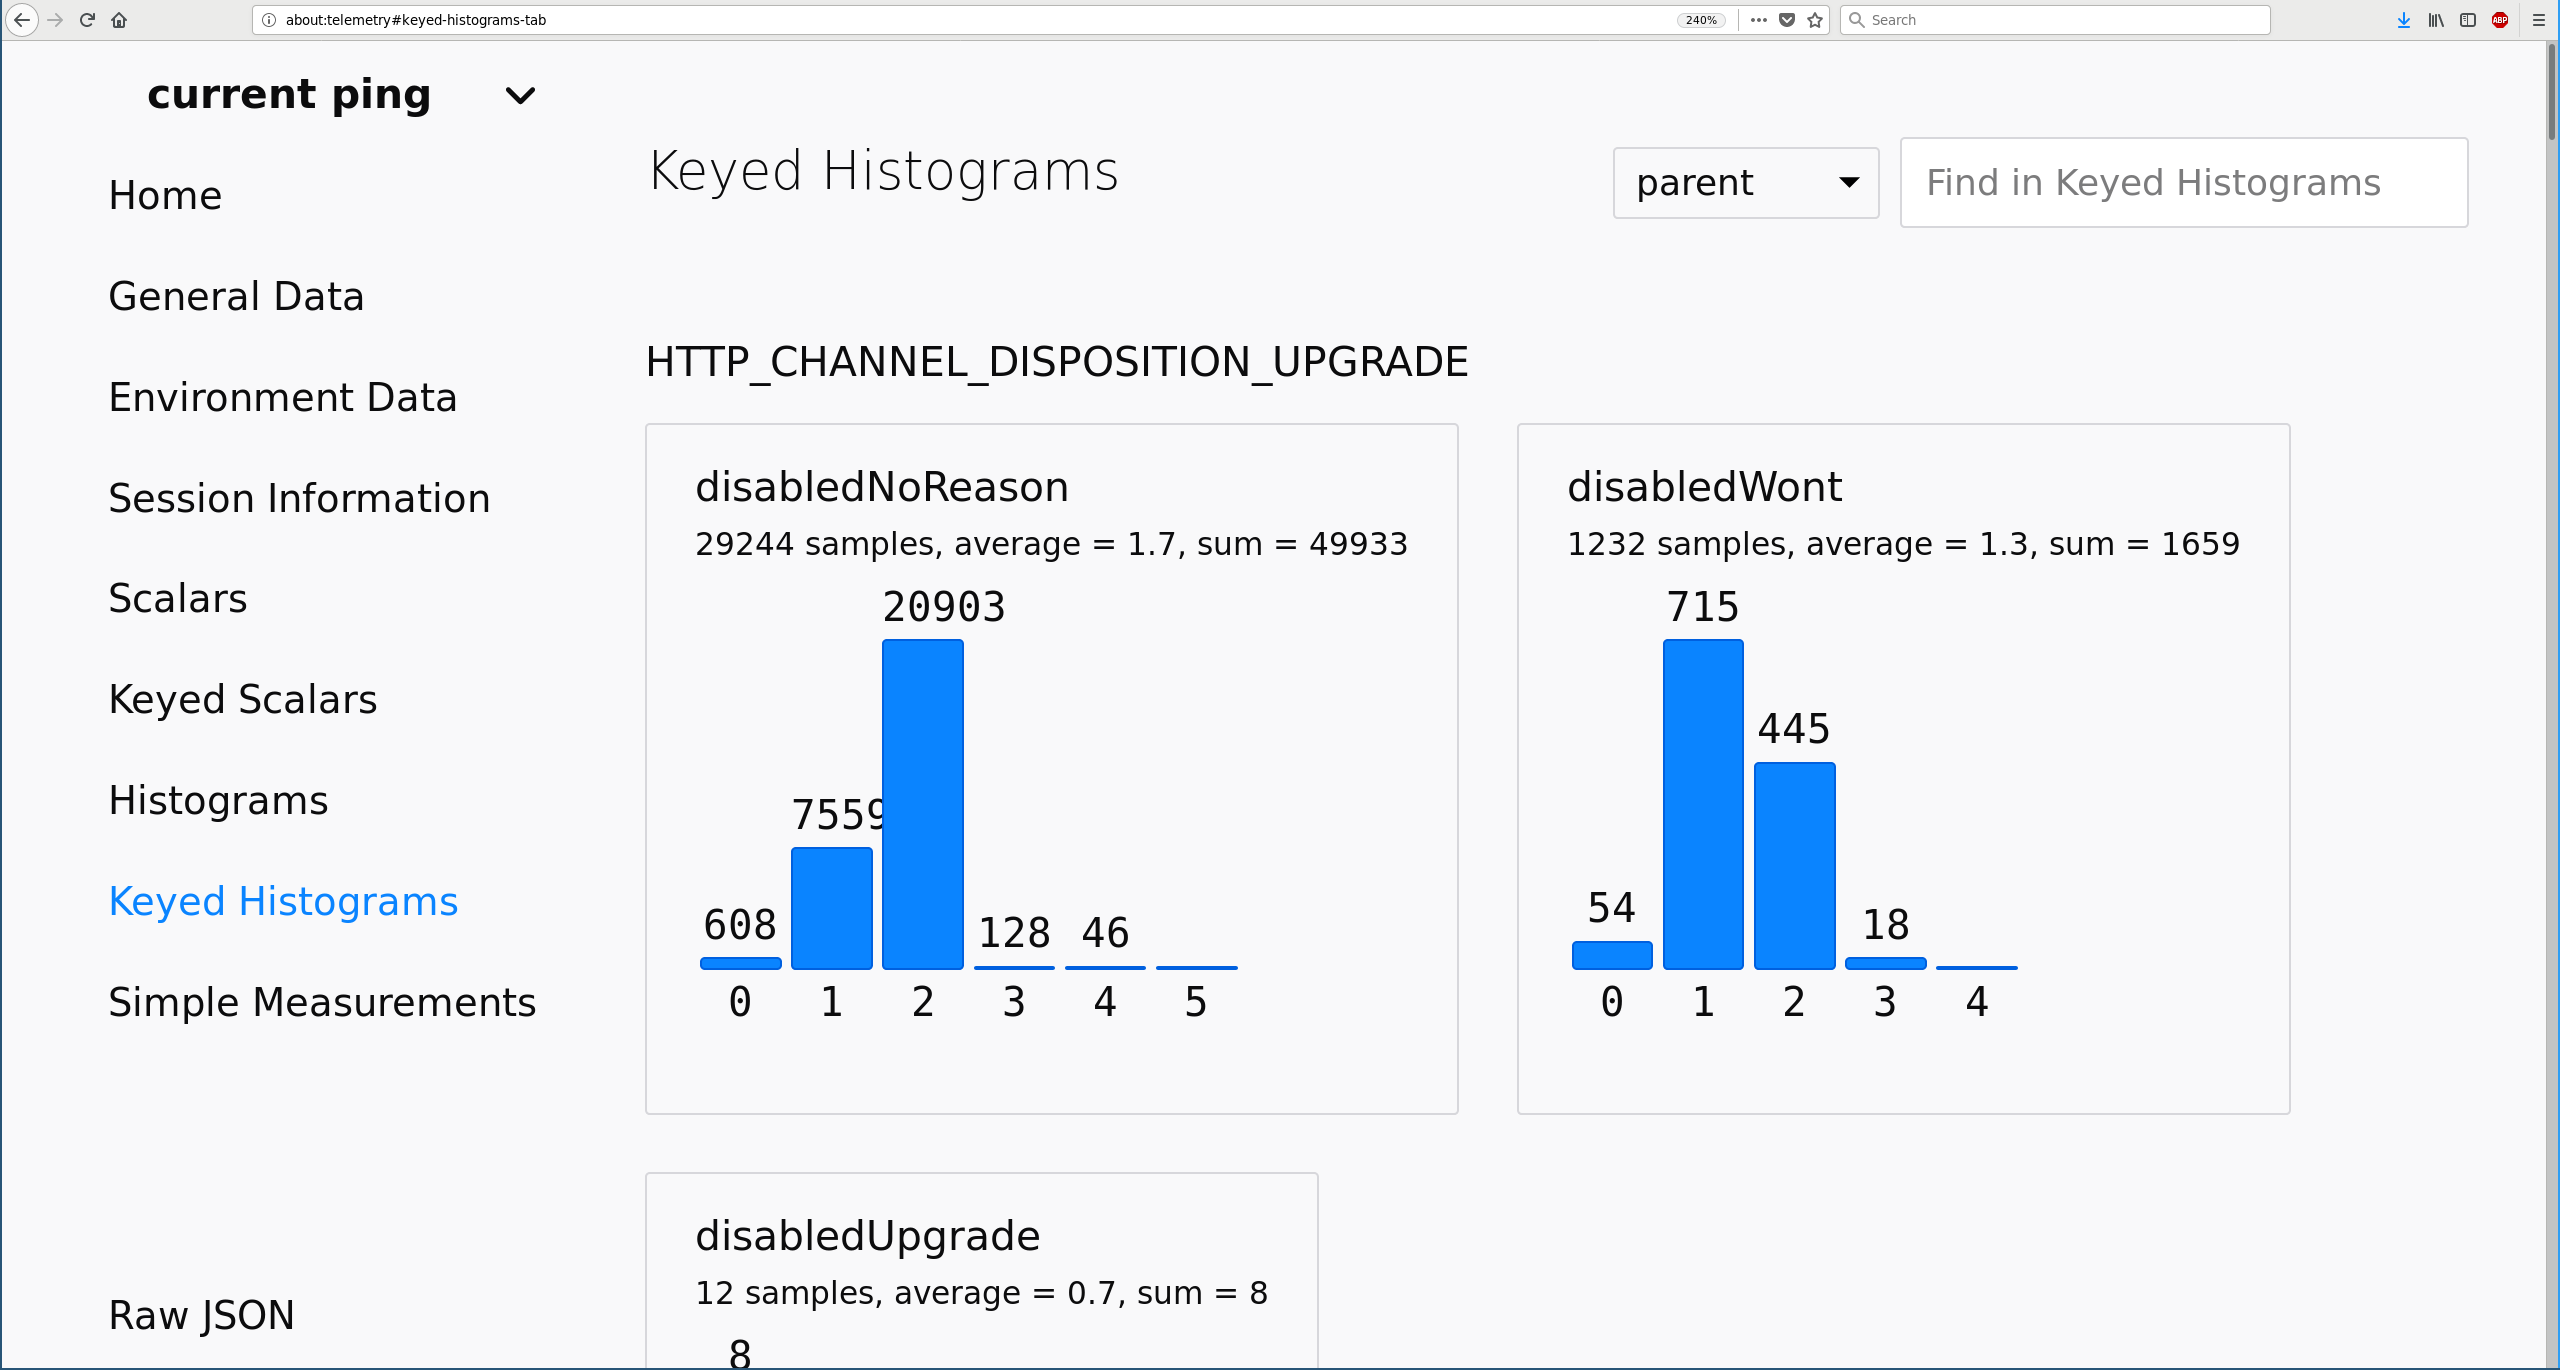 about:telemetry#keyed-histograms-tab
240%
Search
ABP
current ping
Home
General Data
Environment Data
Session Information
Scalars
Keyed Scalars
Histograms
Keyed Histograms
Simple Measurements
Raw JSON
Keyed Histograms
parent
Find in Keyed Histograms
HTTP_CHANNEL_DISPOSITION_UPGRADE
disabledNoReason
29244 samples, average = 1.7, sum = 49933
20903
7559
608 128 46
0 1 2 3 4 5
disabledWont
1232 samples, average = 1.3, sum = 1659
715
445
54 18
0 1 2 3 4
disabledUpgrade
12 samples, average = 0.7, sum = 8
8